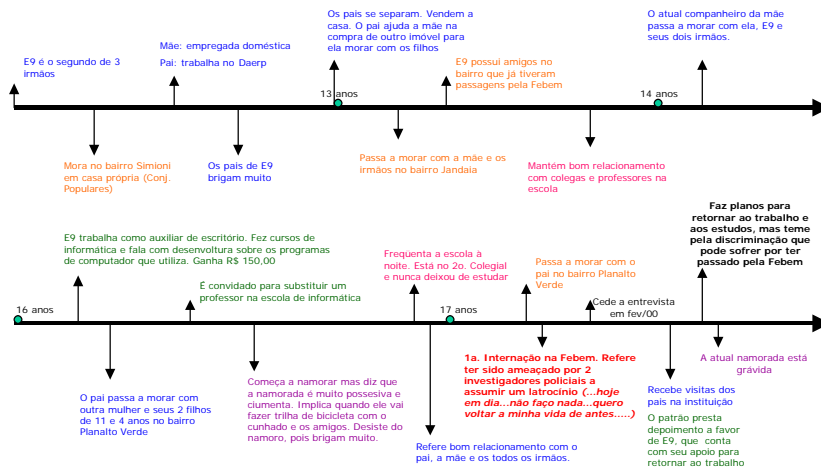 E9 é o segundo de 3
irmãos
Mãe: empregada doméstica
Pai: trabalha no Daerp
Os pais se separam. Vendem a
casa. O pai ajuda a mãe na
compra de outro imóvel para
ela morar com os filhos
E9 possui amigos no
bairro que já tiveram
passagens pela Febem
O atual companheiro da mãe
passa a morar com ela, E9 e
seus dois irmãos.
13 anos
14 anos
Mora no bairro Simioni
em casa própria (Conj.
Populares)
Os pais de E9
brigam muito
Passa a morar com a mãe e os
irmãos no bairro Jandaia
Mantém bom relacionamento
com colegas e professores na
escola
E9 trabalha como auxiliar de escritório. Fez cursos de
informática e fala com desenvoltura sobre os programas
de computador que utiliza. Ganha R$ 150,00
É convidado para substituir um
professor na escola de informática
Freqüenta a escola à
noite. Está no 2o. Colegial
e nunca deixou de estudar
Passa a morar com o
pai no bairro Planalto
Verde
Cede a entrevista
em fev/00
Faz planos para
retornar ao trabalho e
aos estudos, mas teme
pela discriminação que
pode sofrer por ter
passado pela Febem
16 anos
17 anos
O pai passa a morar com
outra mulher e seus 2 filhos
de 11 e 4 anos no bairro
Planalto Verde
Começa a namorar mas diz que
a namorada é muito possesiva e
ciumenta. Implica quando ele vai
fazer trilha de bicicleta com o
cunhado e os amigos. Desiste do
namoro, pois brigam muito.
Refere bom relacionamento com o
pai, a mãe e os todos os irmãos.
1a. Internação na Febem. Refere
ter sido ameaçado por 2
investigadores policiais a
assumir um latrocínio (...hoje
em dia...não faço nada...quero
voltar a minha vida de antes.....)
Recebe visitas dos
pais na instituição
O patrão presta
depoimento a favor
de E9, que conta
com seu apoio para
retornar ao trabalho
A atual namorada está
grávida